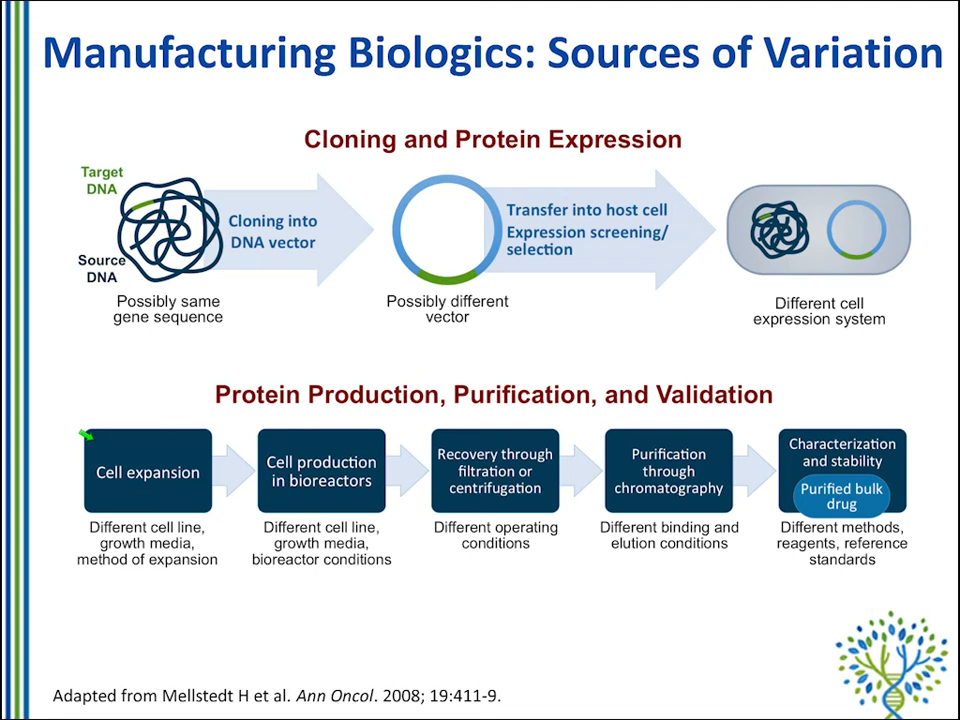 Manufacturing Biologics: Sources of Variation
Cloning and Protein Expression
Target
DNA
Source
DNA
Possibly same
gene sequence
Cloning into
DNA vector
Possibly different
vector
Transfer into host cell
Expression screening/
selection
Different cell
expression system
Protein Production, Purification, and Validation
Cell expansion
Different cell line,
growth media,
method of expansion
Cell production
in bioreactors
Different cell line,
growth media,
bioreactor conditions
Recovery through
filtration or
centrifugation
Different operating
conditions
Purification
through
chromatography
Different binding and
elution conditions
Characterization
and stability
Purified bulk
drug
Different methods,
reagents, reference
standards
Adapted from Mellstedt H et al. Ann Oncol. 2008; 19:411-9.